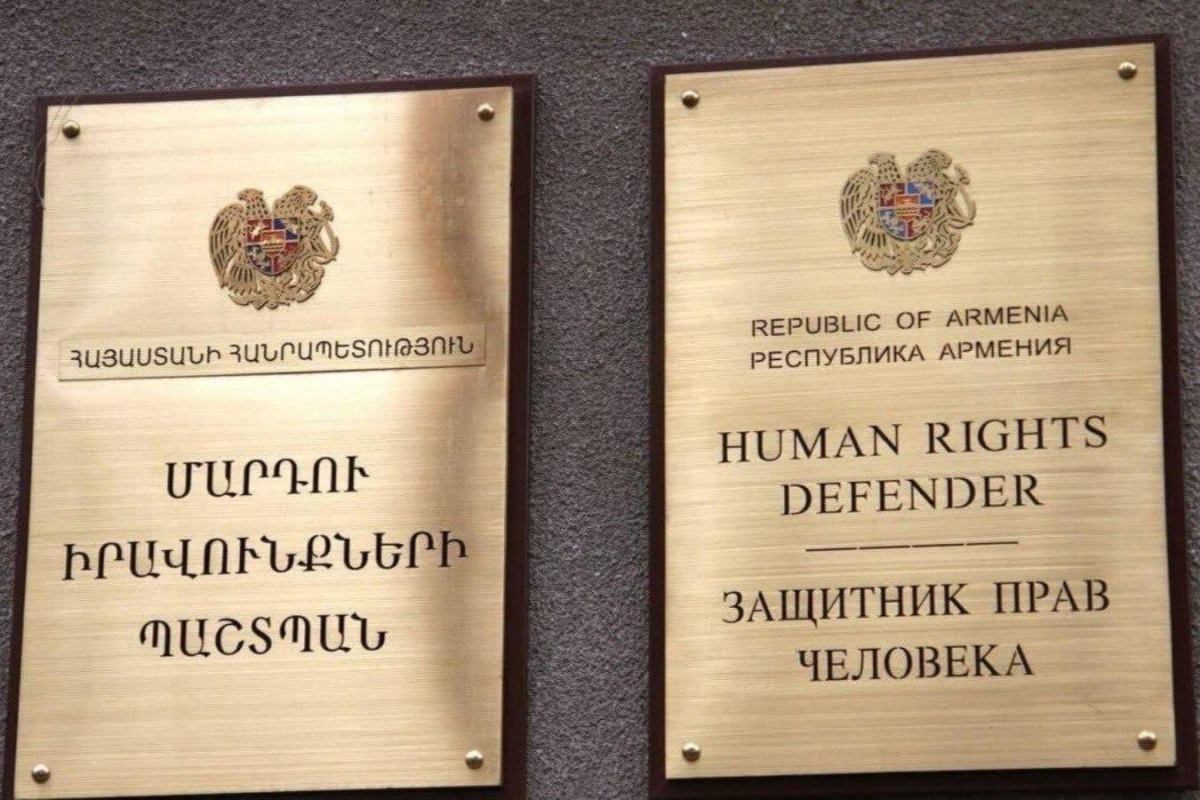 ՀԱՅԱՍՏԱՆԻ ՀԱՆՐԱՊԵՏՈՒԹՅՈՒՆ
ՄԱՐԴՈՒ
ԻՐԱՎՈՒՆՔՆԵՐԻ
ՊԱՇՏՊԱՆ
REPUBLIC OF ARMENIA
РЕСПУБЛИКА АРМЕНИЯ
HUMAN RIGHTS
DEFENDER
ЗАЩИТНИК ПРАВ
ЧЕЛОВЕКА